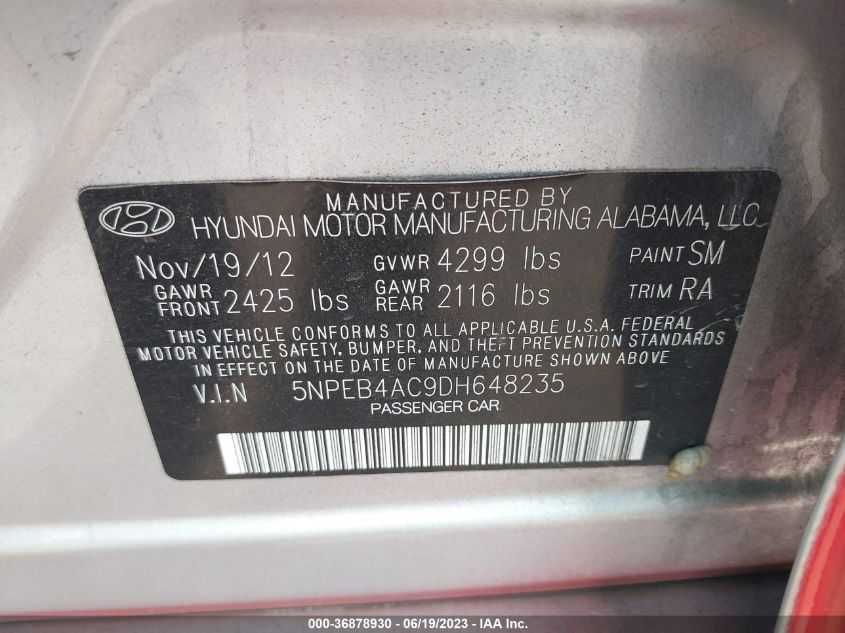 MANUFACTURED BY
HYUNDAI MOTOR MANUFACTURING ALABAMA, LLC
Nov/19/12 GVWR 4299 lbs PAINT SM
GAWR FRONT 2425 lbs GAWR REAR 2116 lbs TRIM RA
THIS VEHICLE CONFORMS TO ALL APPLICABLE U.S.A. FEDERAL
MOTOR VEHICLE SAFETY, BUMPER, AND THEFT PREVENTION STANDARDS
IN EFFECT ON THE DATE OF MANUFACTURE SHOWN ABOVE
V.I.N 5NPEB4AC9DH648235
PASSENGER CAR
000-36878930 - 06/19/2023 - IAA Inc.